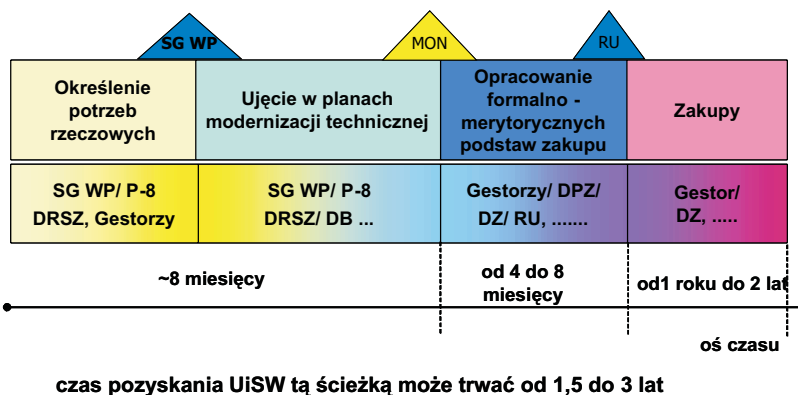 SG WP
MON
RU
Określenie
potrzeb
rzeczowych
Ujęcie w planach
modernizacji technicznej
Opracowanie
formalno -
merytorycznych
podstaw zakupu
Zakupy
SG WP/ P-8
DRSZ, Gestorzy
SG WP/ P-8
DRSZ/ DB ...
Gestorzy/ DPZ/
DZ/ RU, .......
Gestor/
DZ, .....
~8 miesięcy
od 4 do 8
miesięcy
od1 roku do 2 lat
oś czasu
czas pozyskania UiSW tą ścieżką może trwać od 1,5 do 3 lat